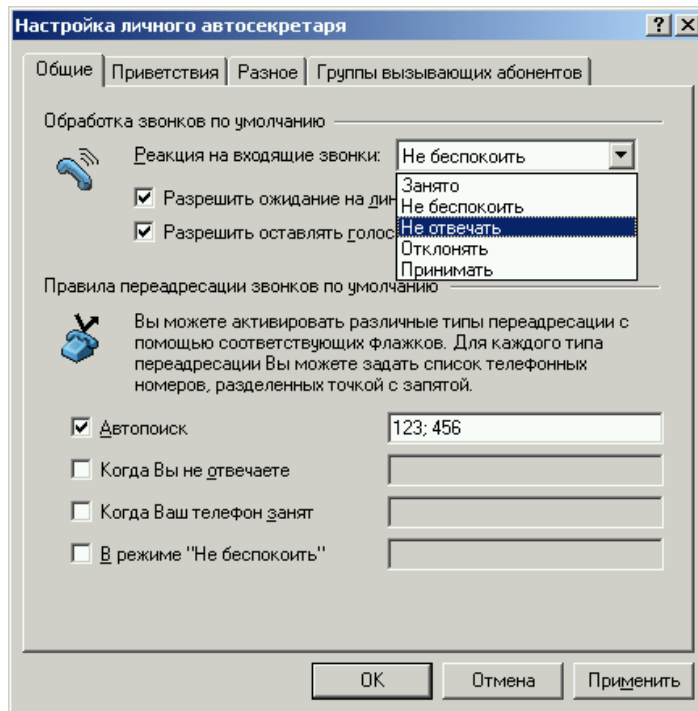 Настройка личного автосекретаря
Общие Приветствия Разное Группы вызывающих абонентов
Обработка звонков по умолчанию
Реакция на входящие звонки: Не беспокоить
Занято
Разрешить ожидание на
Не беспокоить
Не отвечать
Разрешить оставлять
Отклонять
Принимать
Правила переадресации звонков по умолчанию
Вы можете активировать различные типы переадресации с
помощью соответствующих флажков. Для каждого типа
переадресации Вы можете задать список телефонных
номеров, разделенных точкой с запятой.
Автопоиск 123; 456
Когда Вы не отвечаете
Когда Ваш телефон занят
В режиме "Не беспокоить"
OK Отмена Применить